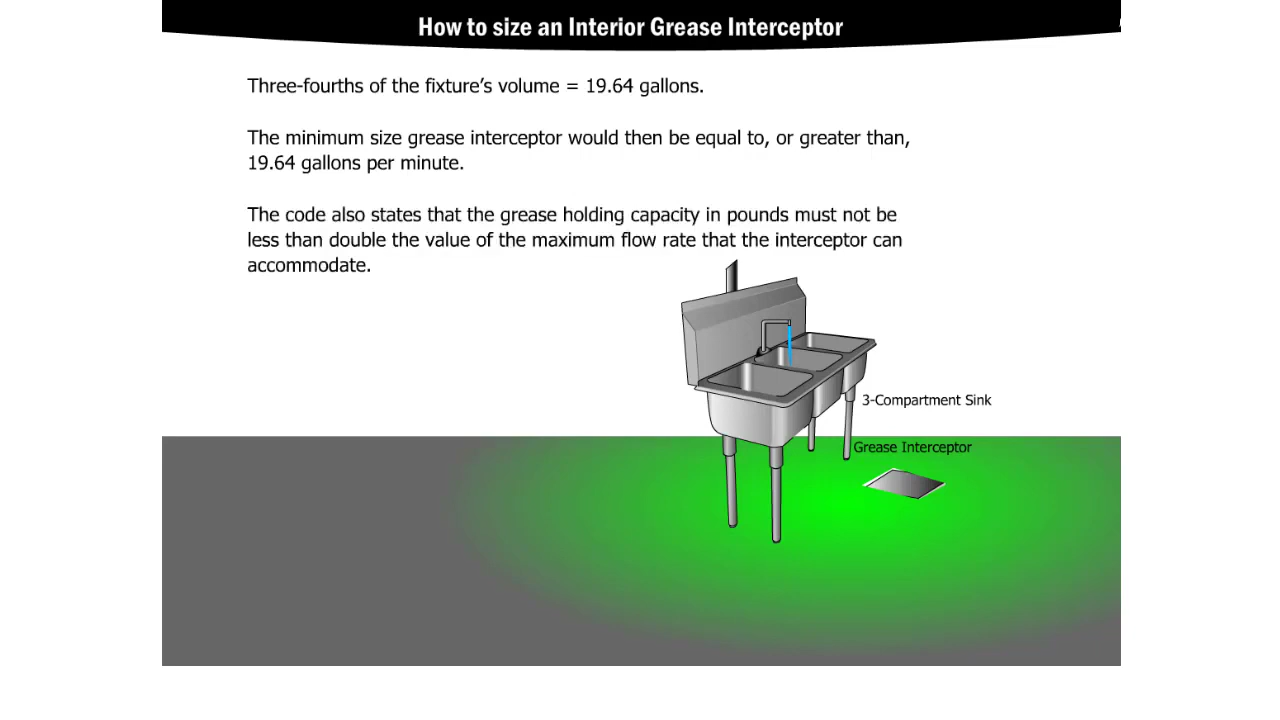 How to size an Interior Grease Interceptor
Three-fourths of the fixture’s volume = 19.64 gallons.
The minimum size grease interceptor would then be equal to, or greater than,
19.64 gallons per minute.
The code also states that the grease holding capacity in pounds must not be
less than double the value of the maximum flow rate that the interceptor can
accommodate.
3-Compartment Sink
Grease Interceptor